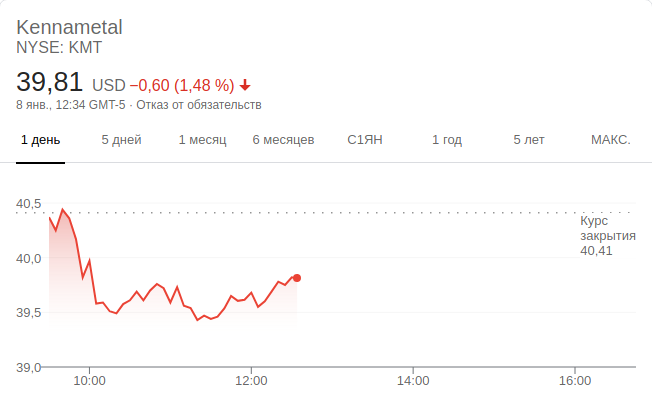 Kennametal
NYSE: KMT
39,81 USD −0,60 (1,48 %)
8 янв., 12:34 GMT-5 · Отказ от обязательств
1 день 5 дней 1 месяц 6 месяцев С1ЯН 1 год 5 лет МАКС.
40,5
Курс
закрытия
40,41
40,0
39,5
39,0
10:00 12:00 14:00 16:00